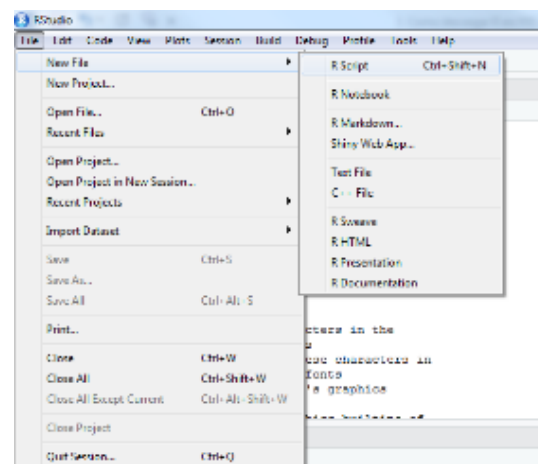 RStudio
File Edit Code View Plots Session Build Debug Profile Tools Help
New File
New Project...
Open File... Ctrl+O
Recent Files
Open Project...
Open Project in New Session...
Recent Projects
Import Dataset
Save Ctrl+S
Save As...
Save All Ctrl+Alt+S
Print...
Close Ctrl+W
Close All Ctrl+Shift+W
Close All Except Current Ctrl+Alt+Shift+W
Close Project
Quit Session... Ctrl+Q
R Script Ctrl+Shift+N
R Notebook
R Markdown...
Shiny Web App...
Text File
C++ File
R Sweave
R HTML
R Presentation
R Documentation
cters in the
s
ese characters in
fonts
's graphics